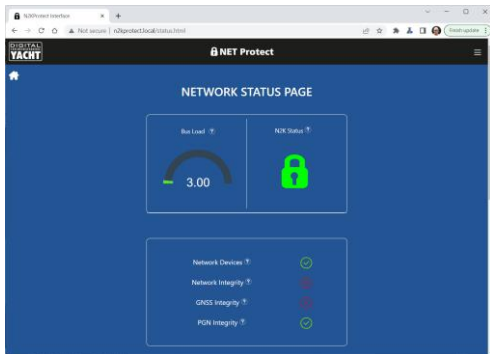 N2KProtect Interface
Not secure | n2kprotect.local/status.html
Finish update
DIGITAL
YACHT
NET Protect
NETWORK STATUS PAGE
Bus Load ?
N2K Status ?
3.00
Network Devices ?
Network Integrity ?
GNSS Integrity ?
PGN Integrity ?